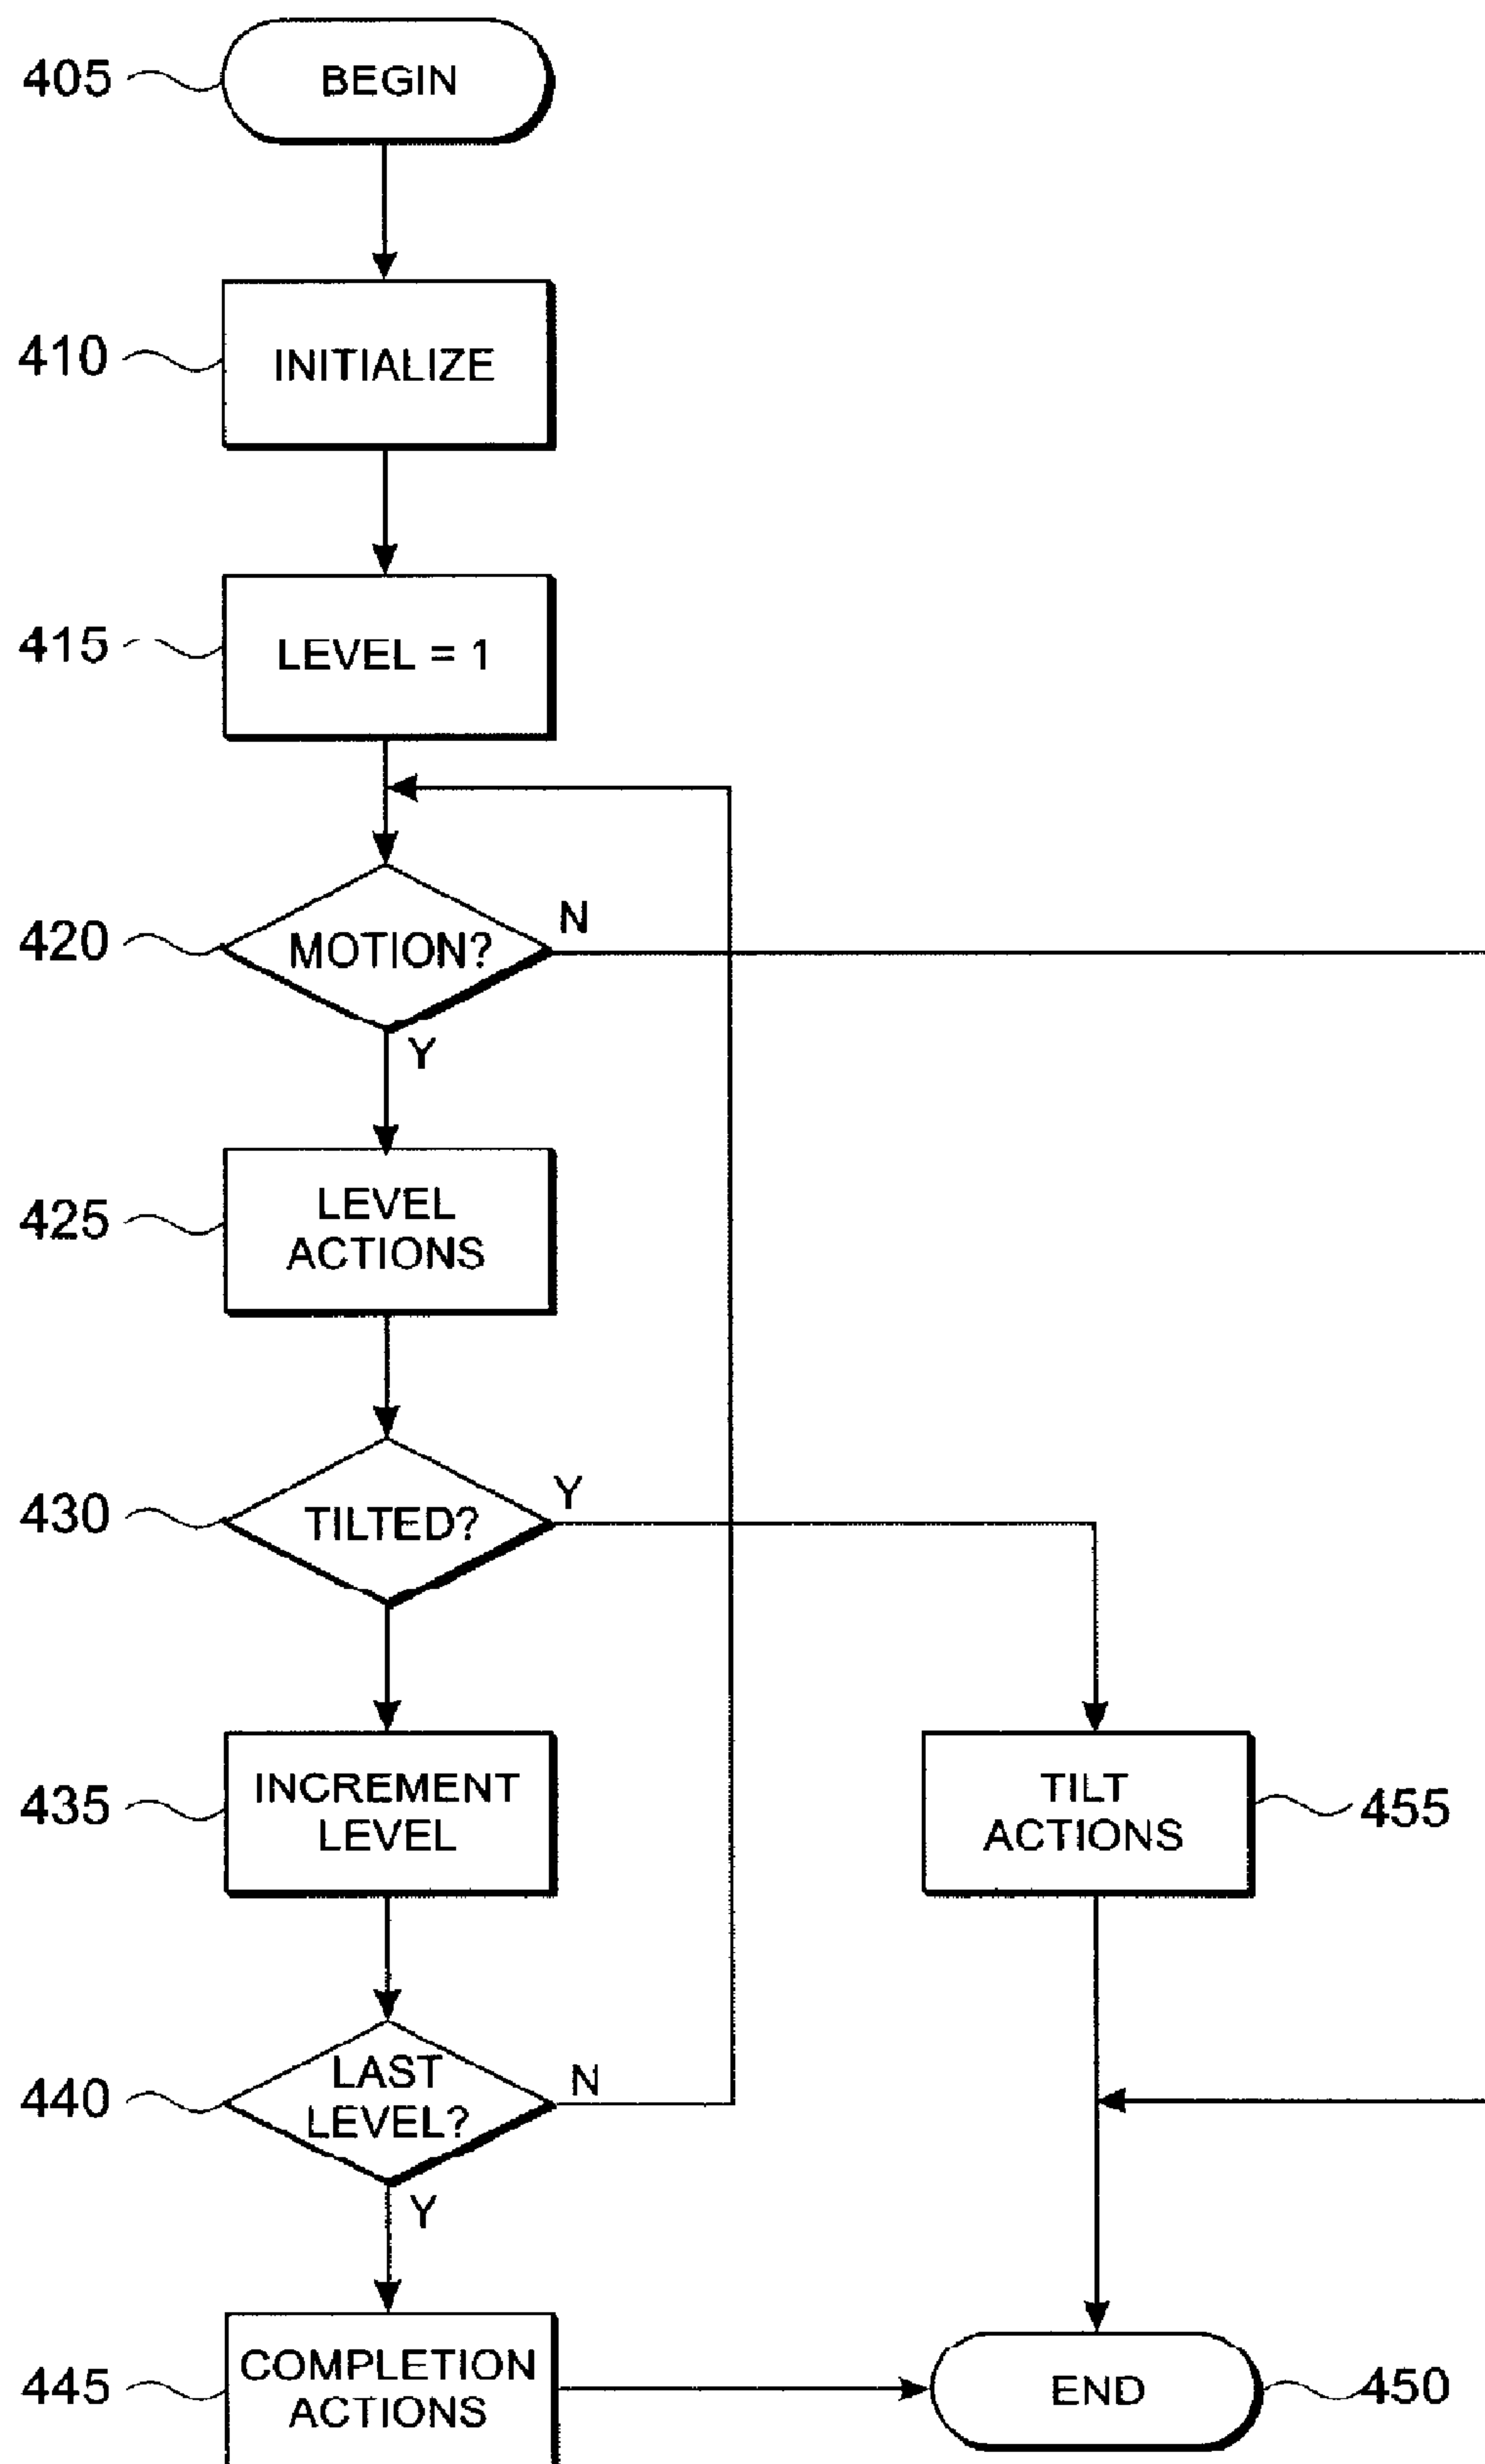 405
BEGIN
410
INITIALIZE
415
LEVEL = 1
420
MOTION?
N
Y
425
LEVEL
ACTIONS
430
TILTED?
Y
435
INCREMENT
LEVEL
TILT
ACTIONS
455
440
LAST
LEVEL?
N
Y
445
COMPLETION
ACTIONS
END
450